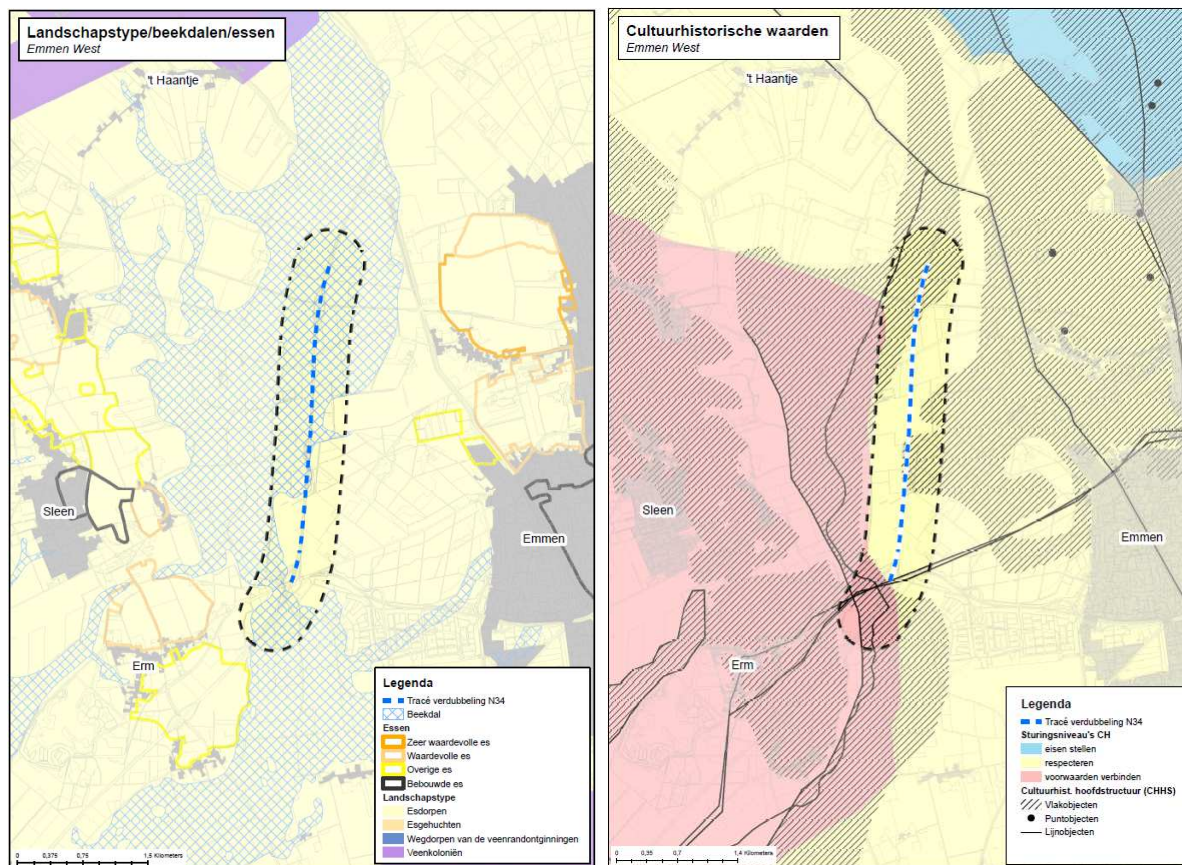 Landschapstype/beekdalen/essen
Emmen West
't Haantje
Sleen
Emmen
Erm
Legenda
Tracé verdubbeling N34
Beekdal
Essen
Zeer waardevolle es
Waardevolle es
Overige es
Bebouwde es
Landschapstype
Esdorpen
Esgehuchten
Wegdorpen van de veenrandontginningen
Veenkoloniën
0 0,375 0,75 1,5 Kilometers
Cultuurhistorische waarden
Emmen West
't Haantje
Sleen
Emmen
Erm
Legenda
Tracé verdubbeling N34
Sturingsniveau's CH
eisen stellen
respecteren
voorwaarden verbinden
Cultuurhist. hoofdstructuur (CHHS)
Vlakobjecten
Puntobjecten
Lijnobjecten
0 0,35 0,7 1,4 Kilometers